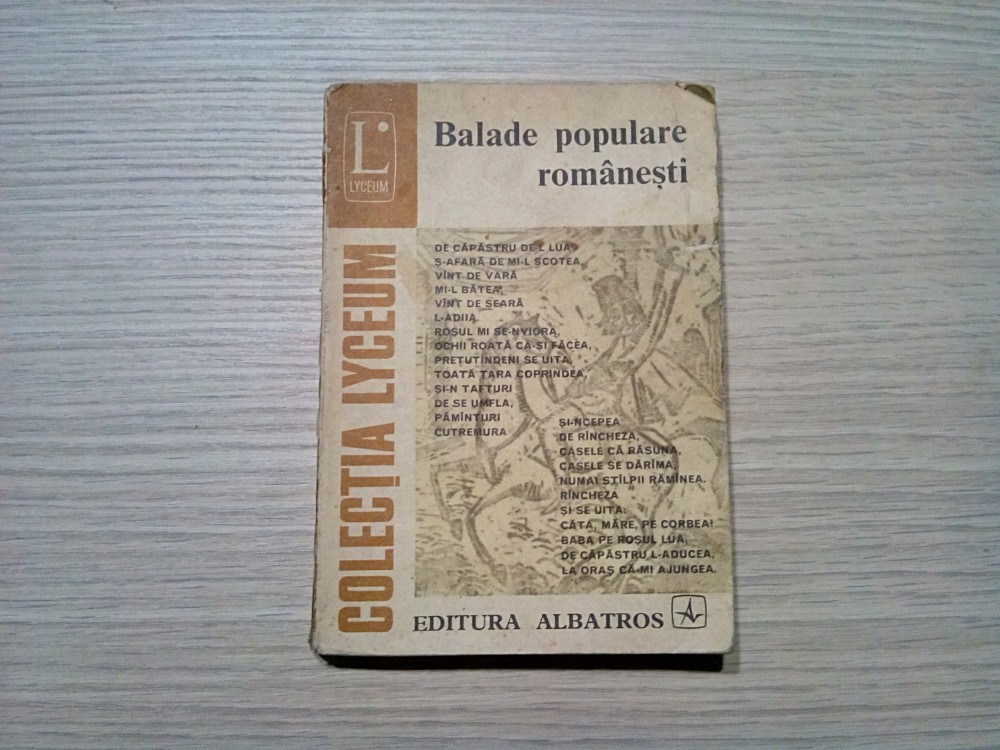 L
LYCEUM
Balade populare
românești
COLECȚIA LYCEUM
DE CĂPĂSTRU DE-L LUA
Ș-AFARĂ DE MI-L SCOTEA,
VÎNT DE VARĂ
MI-L BĂTEA,
VÎNT DE SEARĂ
L-ADIIA.
ROȘUL MI SE-NVIORA,
OCHII ROATĂ CĂ-ȘI FĂCEA,
PRETUTINDENI SE UITA,
TOATĂ ȚARA COPRINDEA,
ȘI-N TAFTURI
DE SE UMFLA,
PĂMÎNTURI
CUTREMURA
ȘI-NCEPEA
DE RÎNCHEZA,
CASELE CĂ RĂSUNA,
CASELE SE DĂRÎMA,
NUMAI STÎLPII RĂMÎNEA.
RÎNCHEZA
ȘI SE UITA:
CĂTA, MĂRE, PE CORBEA!
BABA PE ROȘUL LUA,
DE CĂPĂSTRU L-ADUCEA,
LA ORAȘ CĂ-MI AJUNGEA.
EDITURA ALBATROS